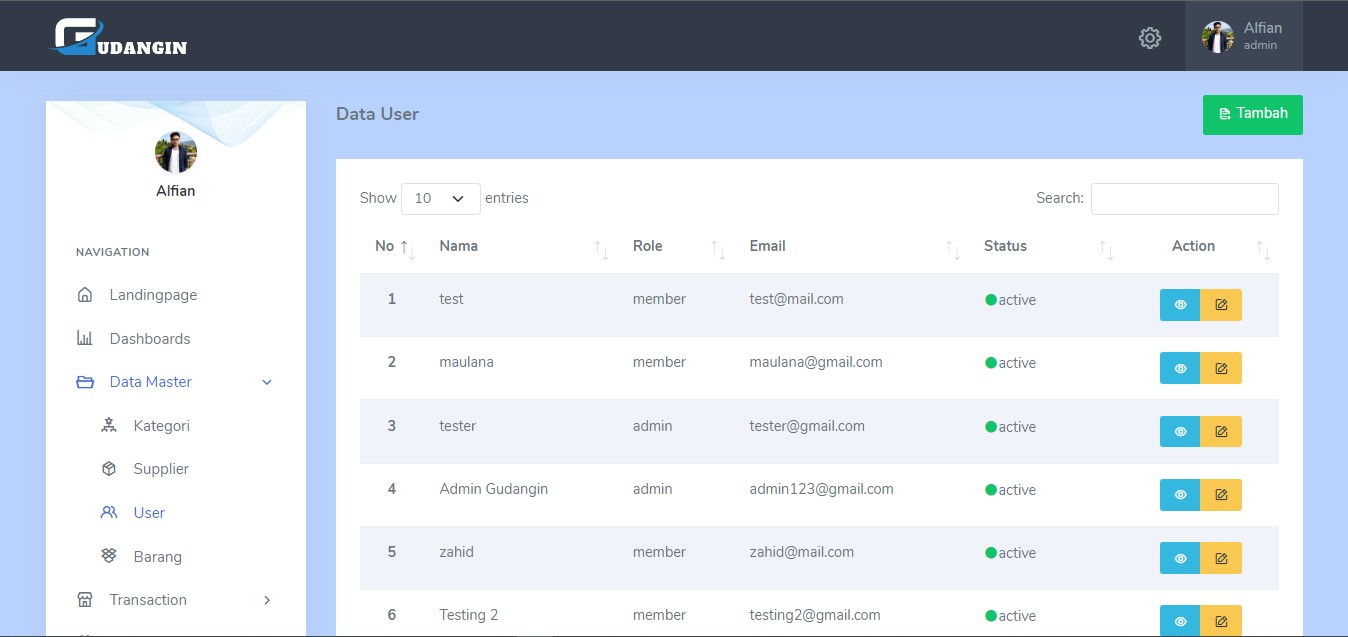 GUDANGIN
Alfian
admin
Alfian
NAVIGATION
Landingpage
Dashboards
Data Master
Kategori
Supplier
User
Barang
Transaction
Data User
Tambah
Show 10 entries
Search:
No Nama Role Email Status Action
1 test member test@mail.com active
2 maulana member maulana@gmail.com active
3 tester admin tester@gmail.com active
4 Admin Gudangin admin admin123@gmail.com active
5 zahid member zahid@mail.com active
6 Testing 2 member testing2@gmail.com active